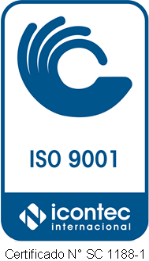 ISO 9001
icontec
internacional
Certificado N° SC 1188-1